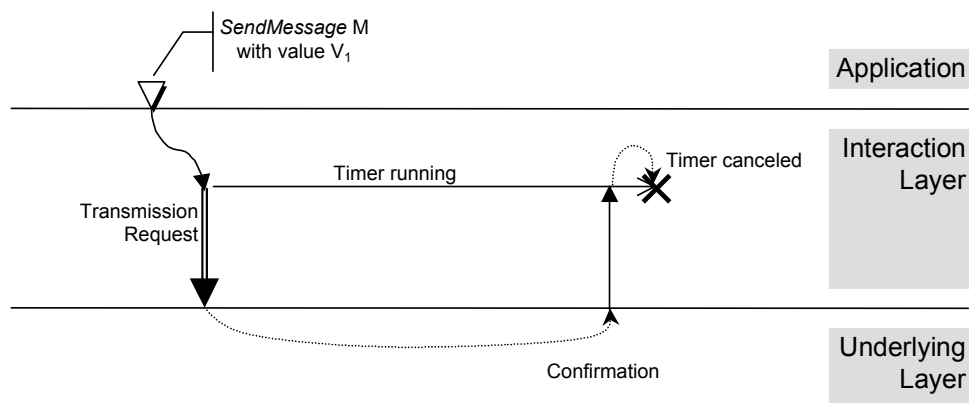 SendMessage M
with value V₁
Application
Interaction
Layer
Timer running
Timer canceled
Transmission
Request
Underlying
Layer
Confirmation